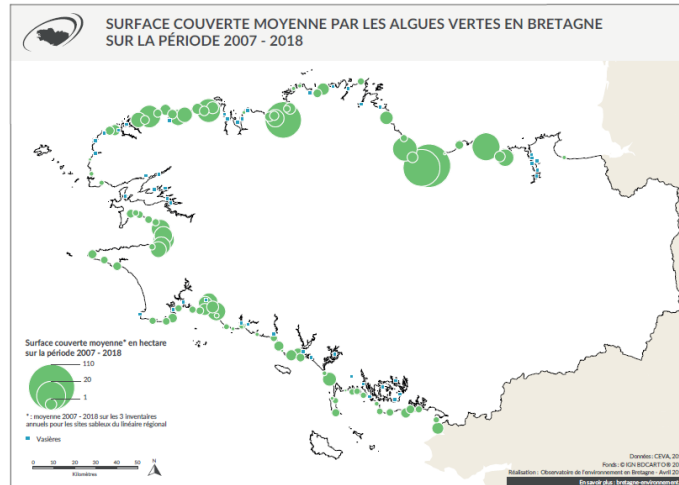 SURFACE COUVERTE MOYENNE PAR LES ALGUES VERTES EN BRETAGNE
SUR LA PÉRIODE 2007 - 2018
Surface couverte moyenne* en hectare
sur la période 2007 - 2018
110
20
1
* : moyenne 2007 - 2018 sur les 3 inventaires
annuels pour les sites sableux du linéaire régional
Vasières
0 10 20 30 40 50
Kilomètres
N
Données : CEVA, 20
Fonds : © IGN BDCARTO® 20
Réalisation : Observatoire de l'environnement en Bretagne - Avril 20
En savoir plus : bretagne-environnement